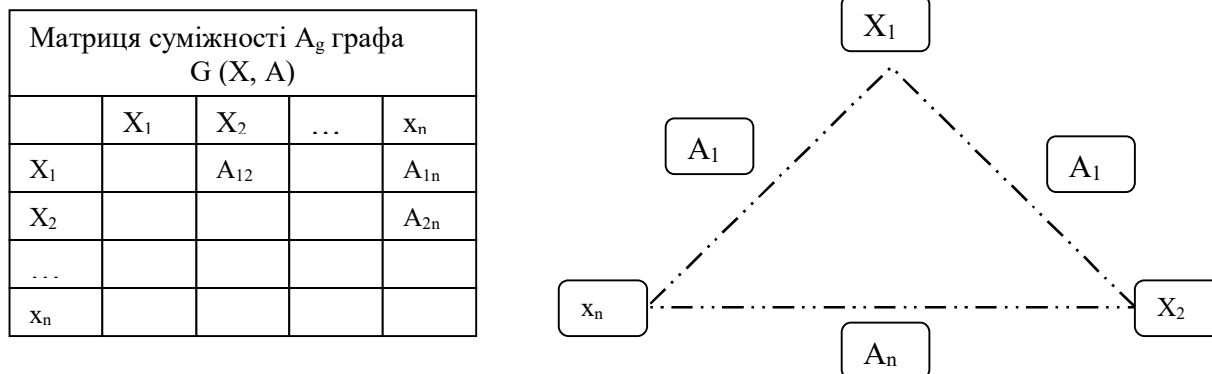 Матриця суміжності Ag графа
G (X, A)
X1 X2 … xn
X1 A12 A1n
X2 A2n
…
xn
X1
A1
A1
xn
X2
An